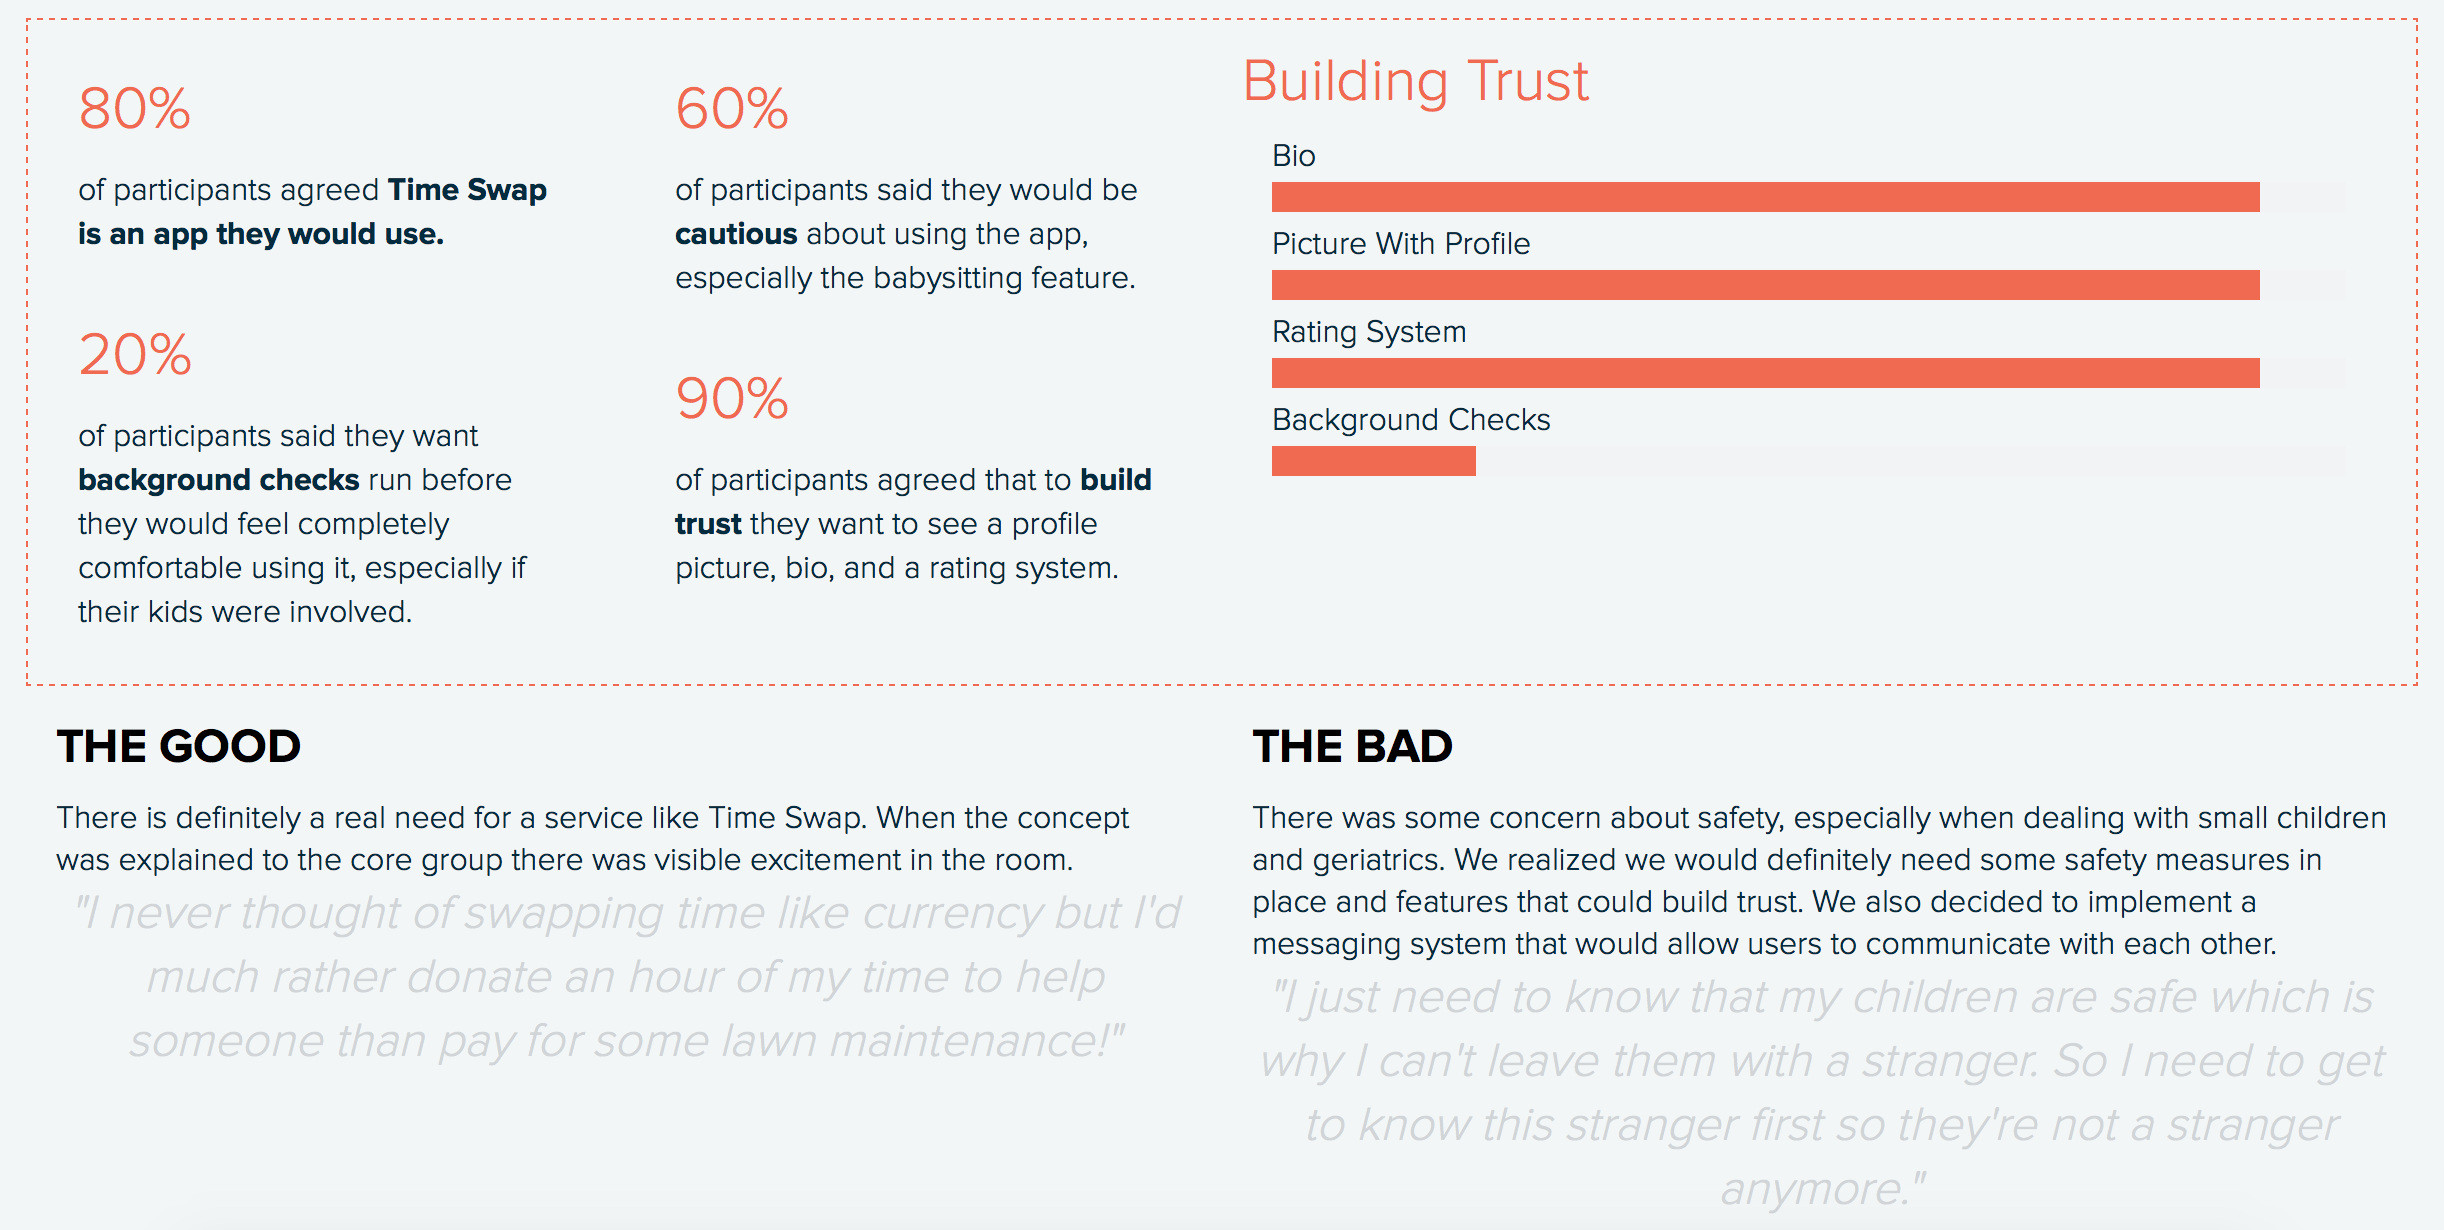 80%
of participants agreed Time Swap
is an app they would use.
20%
of participants said they want
background checks run before
they would feel completely
comfortable using it, especially if
their kids were involved.
60%
of participants said they would be
cautious about using the app,
especially the babysitting feature.
90%
of participants agreed that to build
trust they want to see a profile
picture, bio, and a rating system.
Building Trust
Bio
Picture With Profile
Rating System
Background Checks
THE GOOD
There is definitely a real need for a service like Time Swap. When the concept
was explained to the core group there was visible excitement in the room.
"I never thought of swapping time like currency but I'd
much rather donate an hour of my time to help
someone than pay for some lawn maintenance!"
THE BAD
There was some concern about safety, especially when dealing with small children
and geriatrics. We realized we would definitely need some safety measures in
place and features that could build trust. We also decided to implement a
messaging system that would allow users to communicate with each other.
"I just need to know that my children are safe which is
why I can't leave them with a stranger. So I need to get
to know this stranger first so they're not a stranger
anymore."